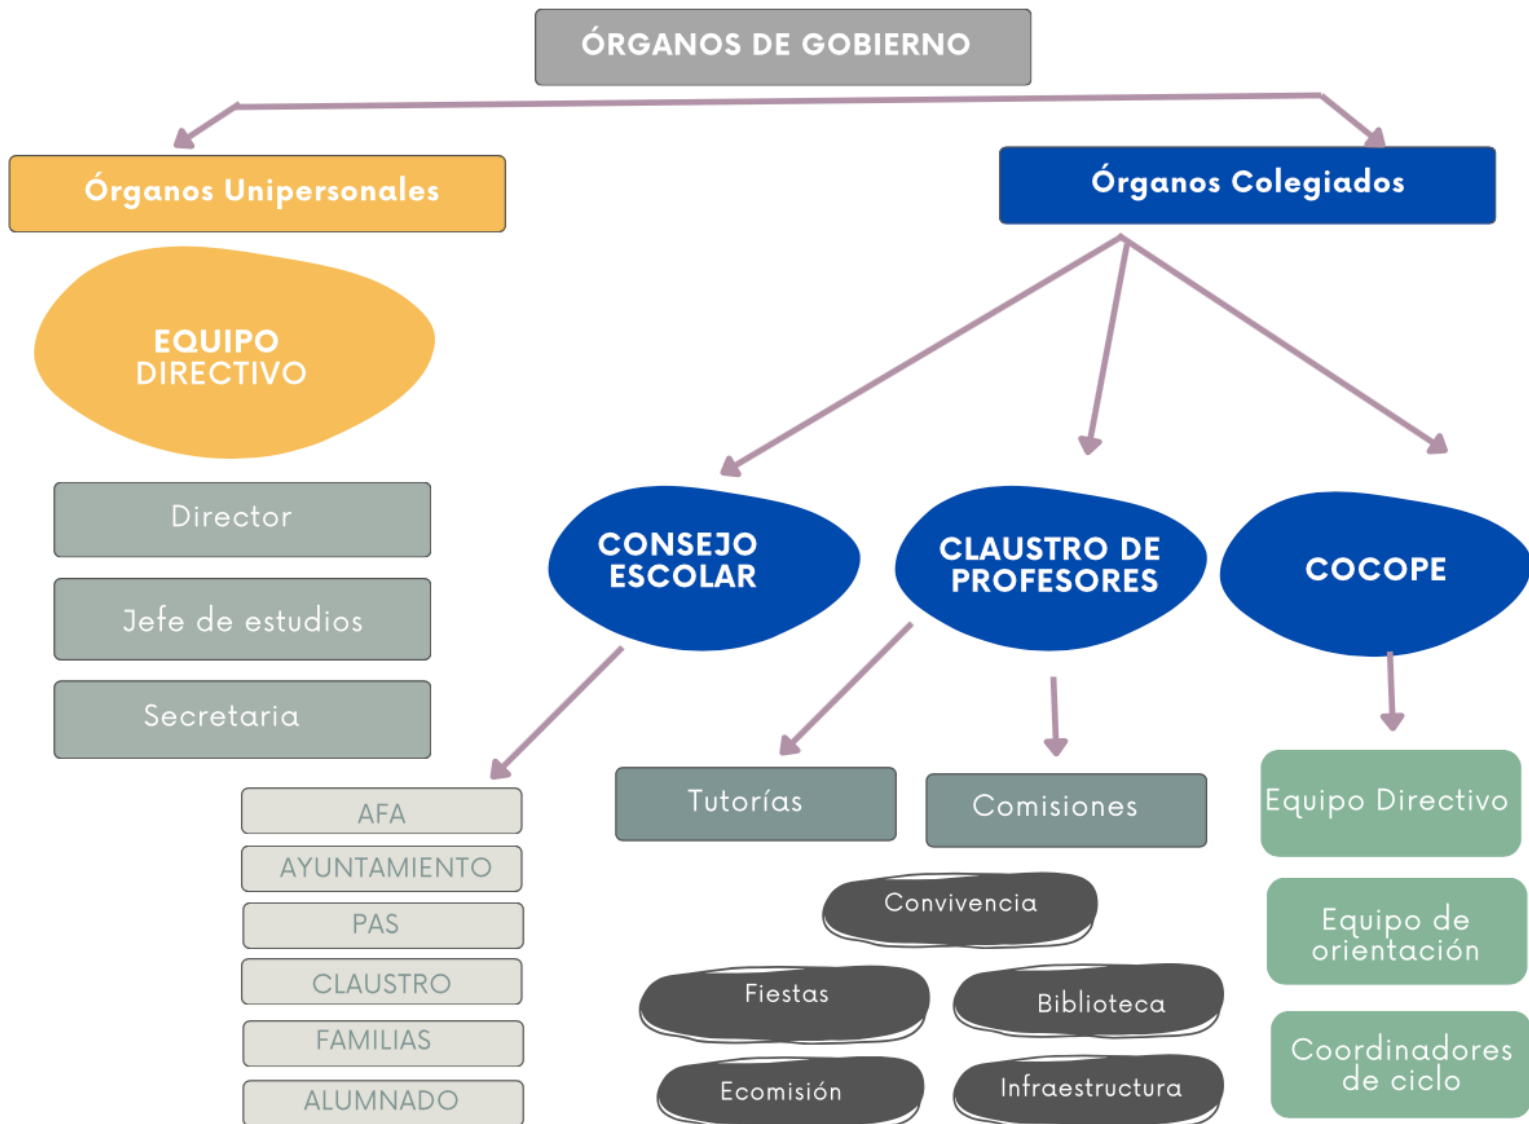 ÓRGANOS DE GOBIERNO
Órganos Unipersonales
Órganos Colegiados
EQUIPO
DIRECTIVO
Director
Jefe de estudios
Secretaria
CONSEJO
ESCOLAR
CLAUSTRO DE
PROFESORES
COCOPE
AFA
AYUNTAMIENTO
PAS
CLAUSTRO
FAMILIAS
ALUMNADO
Tutorías
Comisiones
Convivencia
Fiestas
Biblioteca
Ecomisión
Infraestructura
Equipo Directivo
Equipo de
orientación
Coordinadores
de ciclo